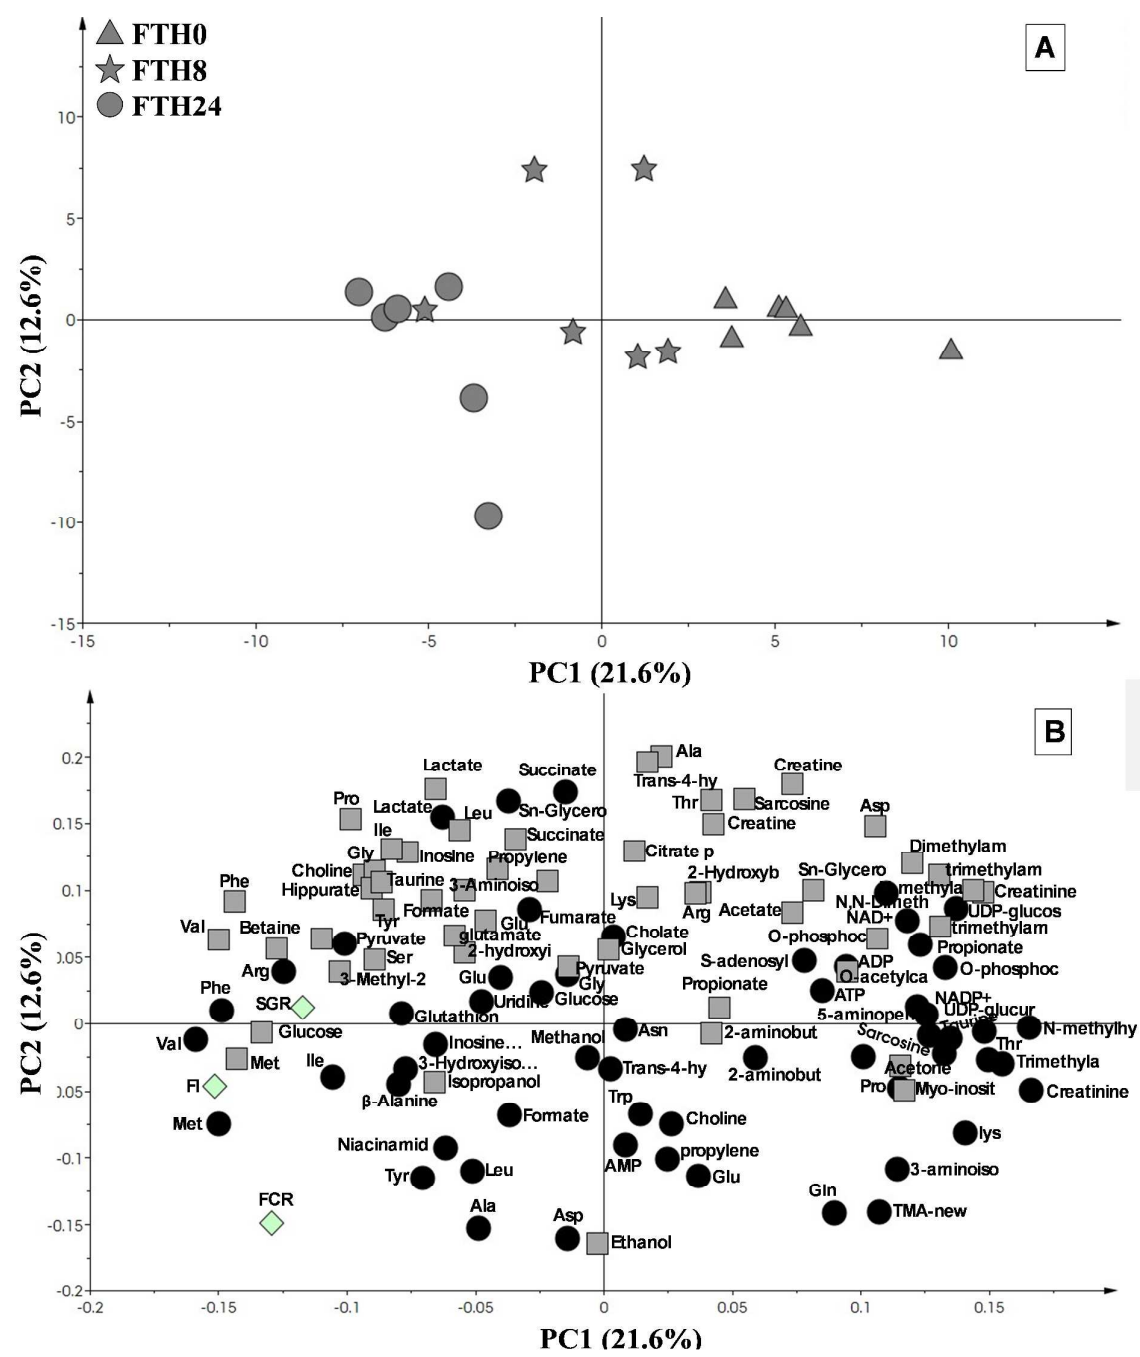 FTH0
FTH8
FTH24
A
10
5
0
-5
-10
-15
PC2 (12.6%)
-15 -10 -5 0 5 10
PC1 (21.6%)
B
0.2
0.15
0.1
0.05
0
0.05
-0.1
-0.15
-0.2
PC2 (12.6%)
Lactate Succinate Ala Creatine
Trans-4-hy
Pro Lactate Leu Sn-Glycero Thr Sarcosine Asp
Ile Succinate Creatine
Gly Inosine Propylene Citrate p Dimethylam
Choline Taurine 3-Aminoiso 2-Hydroxyb Sn-Glycero trimethylam
Phe Hippurate Lys methyla Creatinine
Formate Arg Acetate N,N-Dimeth UDP-glucos
Tyr Glu Fumarate NAD+ trimethylam
Val Betaine Pyruvate glutamate Cholate O-phosphoc Propionate
Ser 2-hydroxyi Glycerol S-adenosyl ADP
Arg 3-Methyl-2 Glu Pyruvate O-acetylca O-phosphoc
Phe SGR Uridine Gly Glucose Propionate ATP NADP+
Glutathion 5-aminopen UDP-glucur
Taurine
Val Glucose Inosine... Methanol Asn 2-aminobut Sarcosine N-methylhy
Thr
Met Ile 3-Hydroxyiso... Trans-4-hy 2-aminobut Acetone Trimethyla
FI Isopropanol Pro Myo-inosit Creatinine
β-Alanine Trp
Met Formate Choline lys
Niacinamid AMP propylene 3-aminoiso
Tyr Leu Glu
FCR Ala Asp Gln TMA-new
Ethanol
-0.2 -0.15 -0.1 -0.05 0 0.05 0.1 0.15
PC1 (21.6%)